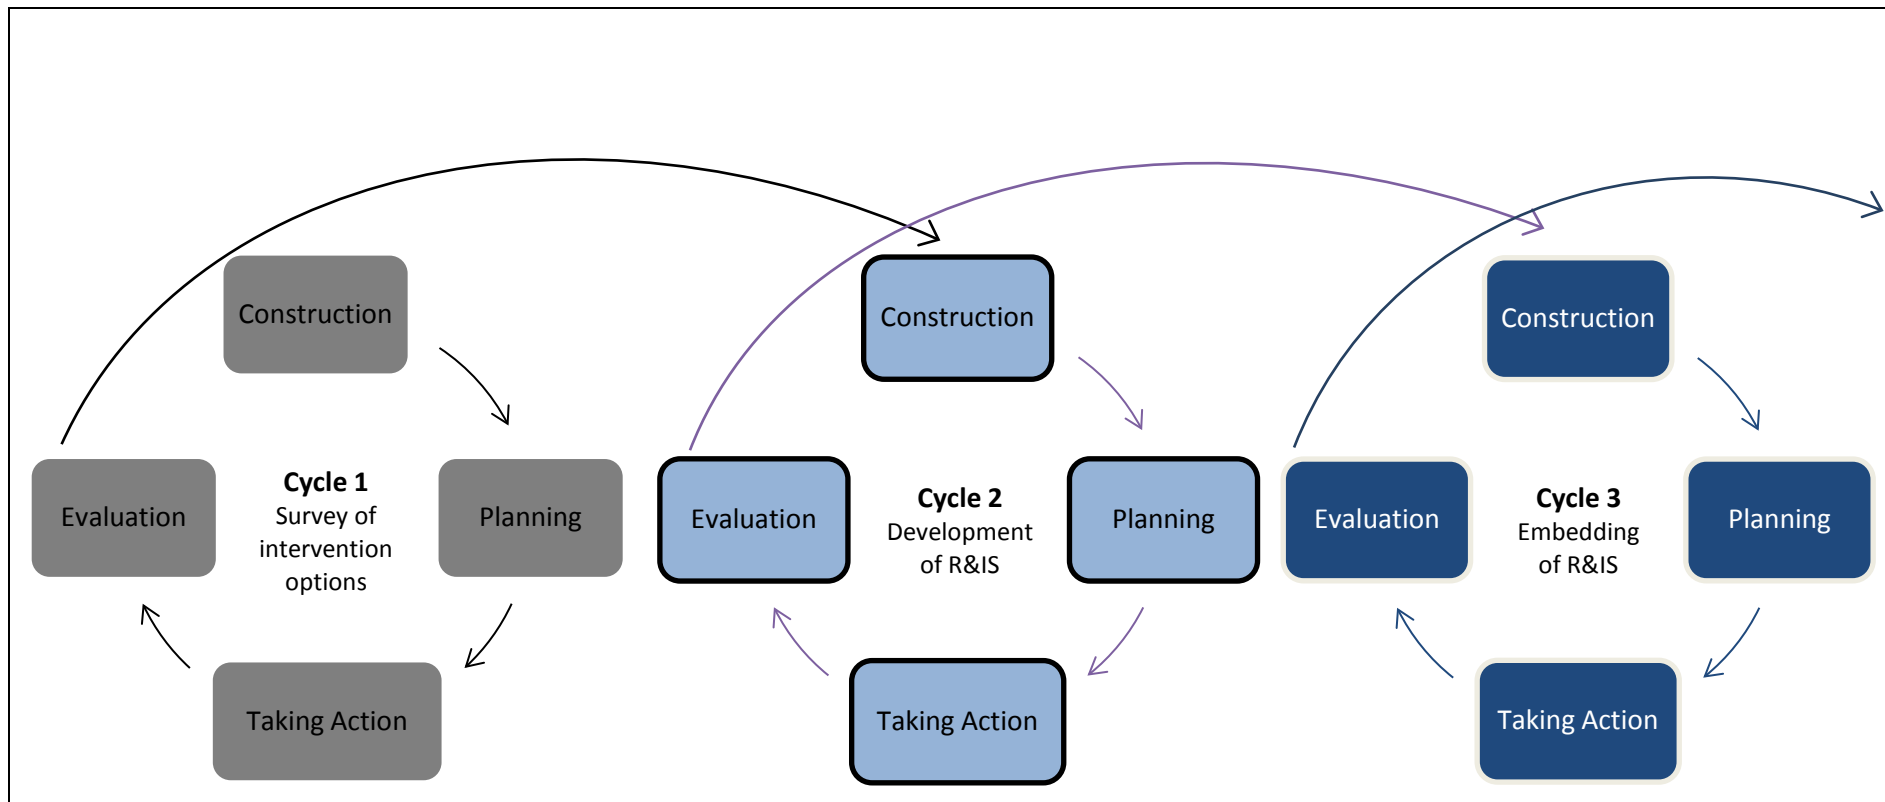 Construction
Evaluation
Cycle 1
Survey of
intervention
options
Planning
Taking Action
Construction
Evaluation
Cycle 2
Development
of R&IS
Planning
Taking Action
Construction
Evaluation
Cycle 3
Embedding
of R&IS
Planning
Taking Action